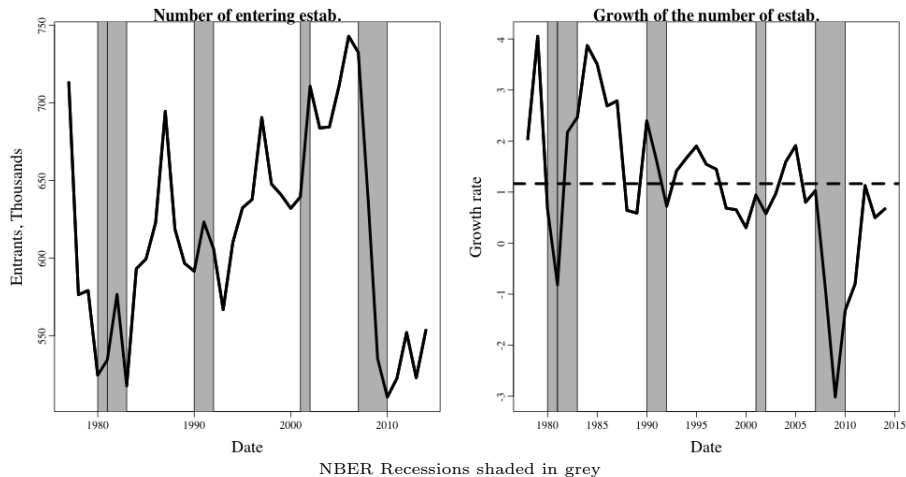 Number of entering estab.
Entrants, Thousands
750
700
650
600
550
1980 1990 2000 2010
Date
Growth of the number of estab.
Growth rate
4
3
2
1
0
-1
-2
-3
1980 1985 1990 1995 2000 2005 2010 2015
Date
NBER Recessions shaded in grey